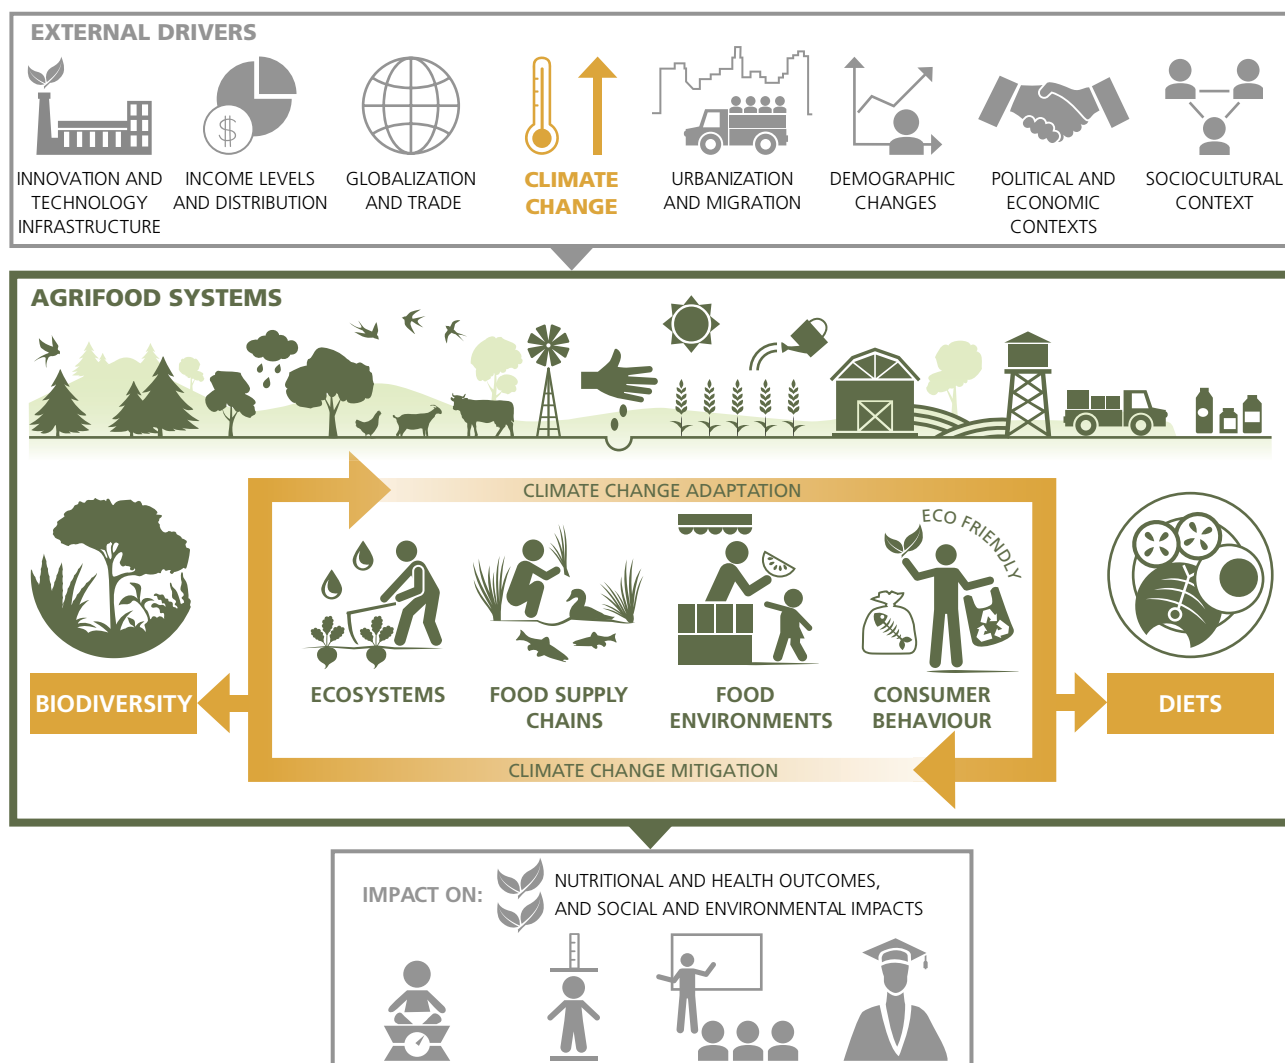 EXTERNAL DRIVERS
$
INNOVATION AND
TECHNOLOGY
INFRASTRUCTURE
INCOME LEVELS
AND DISTRIBUTION
GLOBALIZATION
AND TRADE
CLIMATE
CHANGE
URBANIZATION
AND MIGRATION
DEMOGRAPHIC
CHANGES
POLITICAL AND
ECONOMIC
CONTEXTS
SOCIOCULTURAL
CONTEXT
AGRIFOOD SYSTEMS
CLIMATE CHANGE ADAPTATION
ECO FRIENDLY
BIODIVERSITY
ECOSYSTEMS
FOOD SUPPLY
CHAINS
FOOD
ENVIRONMENTS
CONSUMER
BEHAVIOUR
DIETS
CLIMATE CHANGE MITIGATION
IMPACT ON:
NUTRITIONAL AND HEALTH OUTCOMES,
AND SOCIAL AND ENVIRONMENTAL IMPACTS